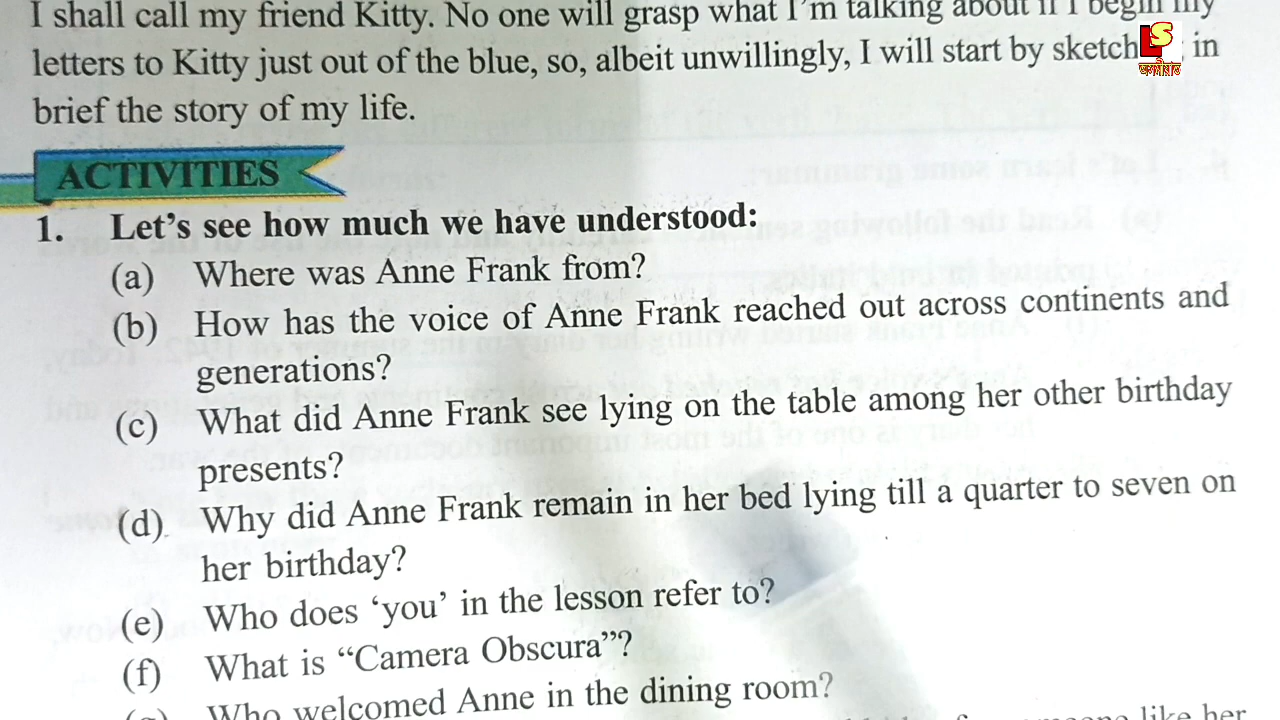 I shall call my friend Kitty. No one will grasp what I'm talking about if I begin my
letters to Kitty just out of the blue, so, albeit unwillingly, I will start by sketch in
brief the story of my life.
ACTIVITIES
1. Let's see how much we have understood:
(a) Where was Anne Frank from?
(b) How has the voice of Anne Frank reached out across continents and
generations?
(c) What did Anne Frank see lying on the table among her other birthday
presents?
(d) Why did Anne Frank remain in her bed lying till a quarter to seven on
her birthday?
(e) Who does 'you' in the lesson refer to?
(f) What is “Camera Obscura”?
(g) Who welcomed Anne in the dining room?
like her
LS